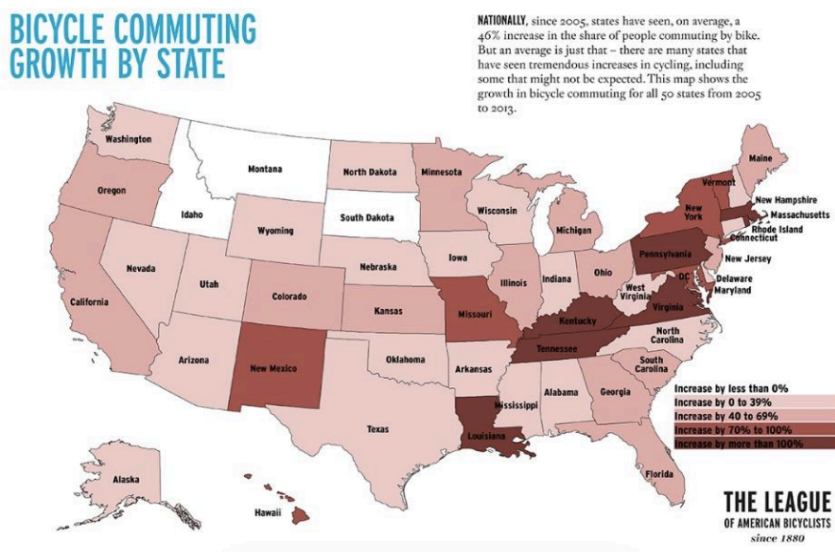 BICYCLE COMMUTING
GROWTH BY STATE
NATIONALLY, since 2005, states have seen, on average, a
46% increase in the share of people commuting by bike.
But an average is just that – there are many states that
have seen tremendous increases in cycling, including
some that might not be expected. This map shows the
growth in bicycle commuting for all 50 states from 2005
to 2013.
Washington
Montana
North Dakota
Minnesota
Maine
Vermont
Oregon
Idaho
South Dakota
Wisconsin
Michigan
New
York
New Hampshire
Massachusetts
Rhode Island
Connecticut
Wyoming
Nebraska
Iowa
Pennsylvania
New Jersey
Nevada
Utah
Colorado
Kansas
Illinois
Indiana
Ohio
DC
Delaware
Maryland
West
Virginia
Virginia
California
Missouri
Kentucky
North
Carolina
Arizona
New Mexico
Oklahoma
Arkansas
Tennessee
South
Carolina
Texas
Louisiana
Mississippi
Alabama
Georgia
Florida
Alaska
Hawaii
Increase by less than 0%
Increase by 0 to 39%
Increase by 40 to 69%
Increase by 70% to 100%
Increase by more than 100%
THE LEAGUE
OF AMERICAN BICYCLISTS
since 1880